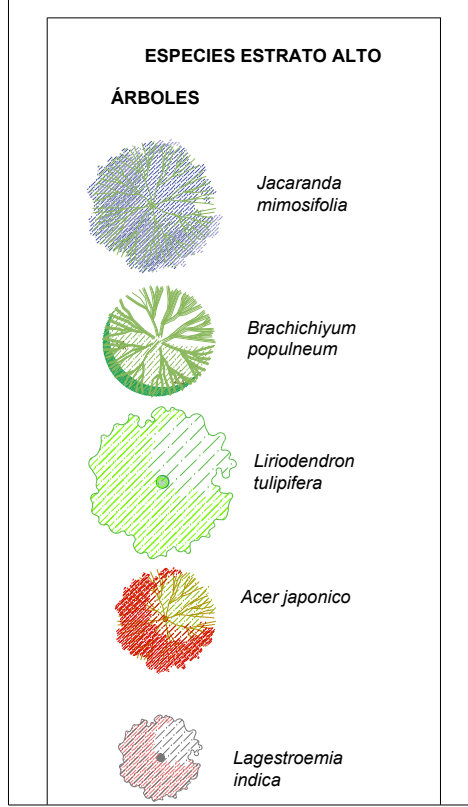 ESPECIES ESTRATO ALTO
ÁRBOLES
Jacaranda
mimosifolia
Brachichiyum
populneum
Liriodendron
tulipifera
Acer japonico
Lagestroemia
indica